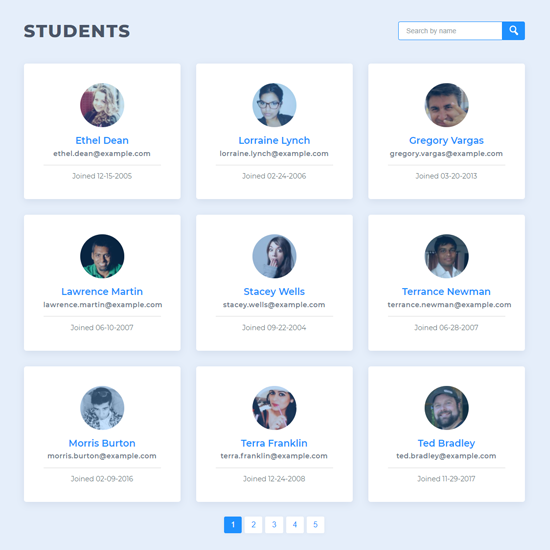 STUDENTS
Search by name
Ethel Dean
ethel.dean@example.com
Joined 12-15-2005
Lorraine Lynch
lorraine.lynch@example.com
Joined 02-24-2006
Gregory Vargas
gregory.vargas@example.com
Joined 03-20-2013
Lawrence Martin
lawrence.martin@example.com
Joined 06-10-2007
Stacey Wells
stacey.wells@example.com
Joined 09-22-2004
Terrance Newman
terrance.newman@example.com
Joined 06-28-2007
Morris Burton
morris.burton@example.com
Joined 02-09-2016
Terra Franklin
terra.franklin@example.com
Joined 12-24-2008
Ted Bradley
ted.bradley@example.com
Joined 11-29-2017
1 2 3 4 5